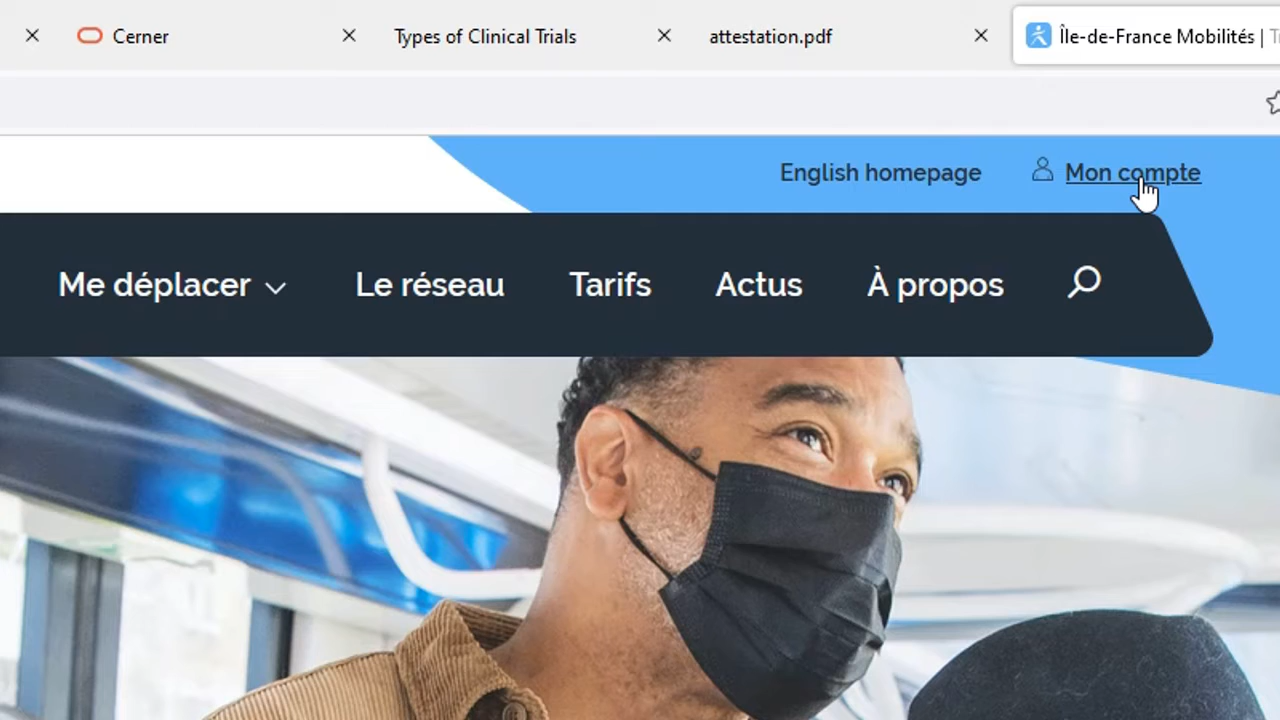 Cerner
Types of Clinical Trials
attestation.pdf
Île-de-France Mobilités |
English homepage
Mon compte
Me déplacer
Le réseau
Tarifs
Actus
À propos